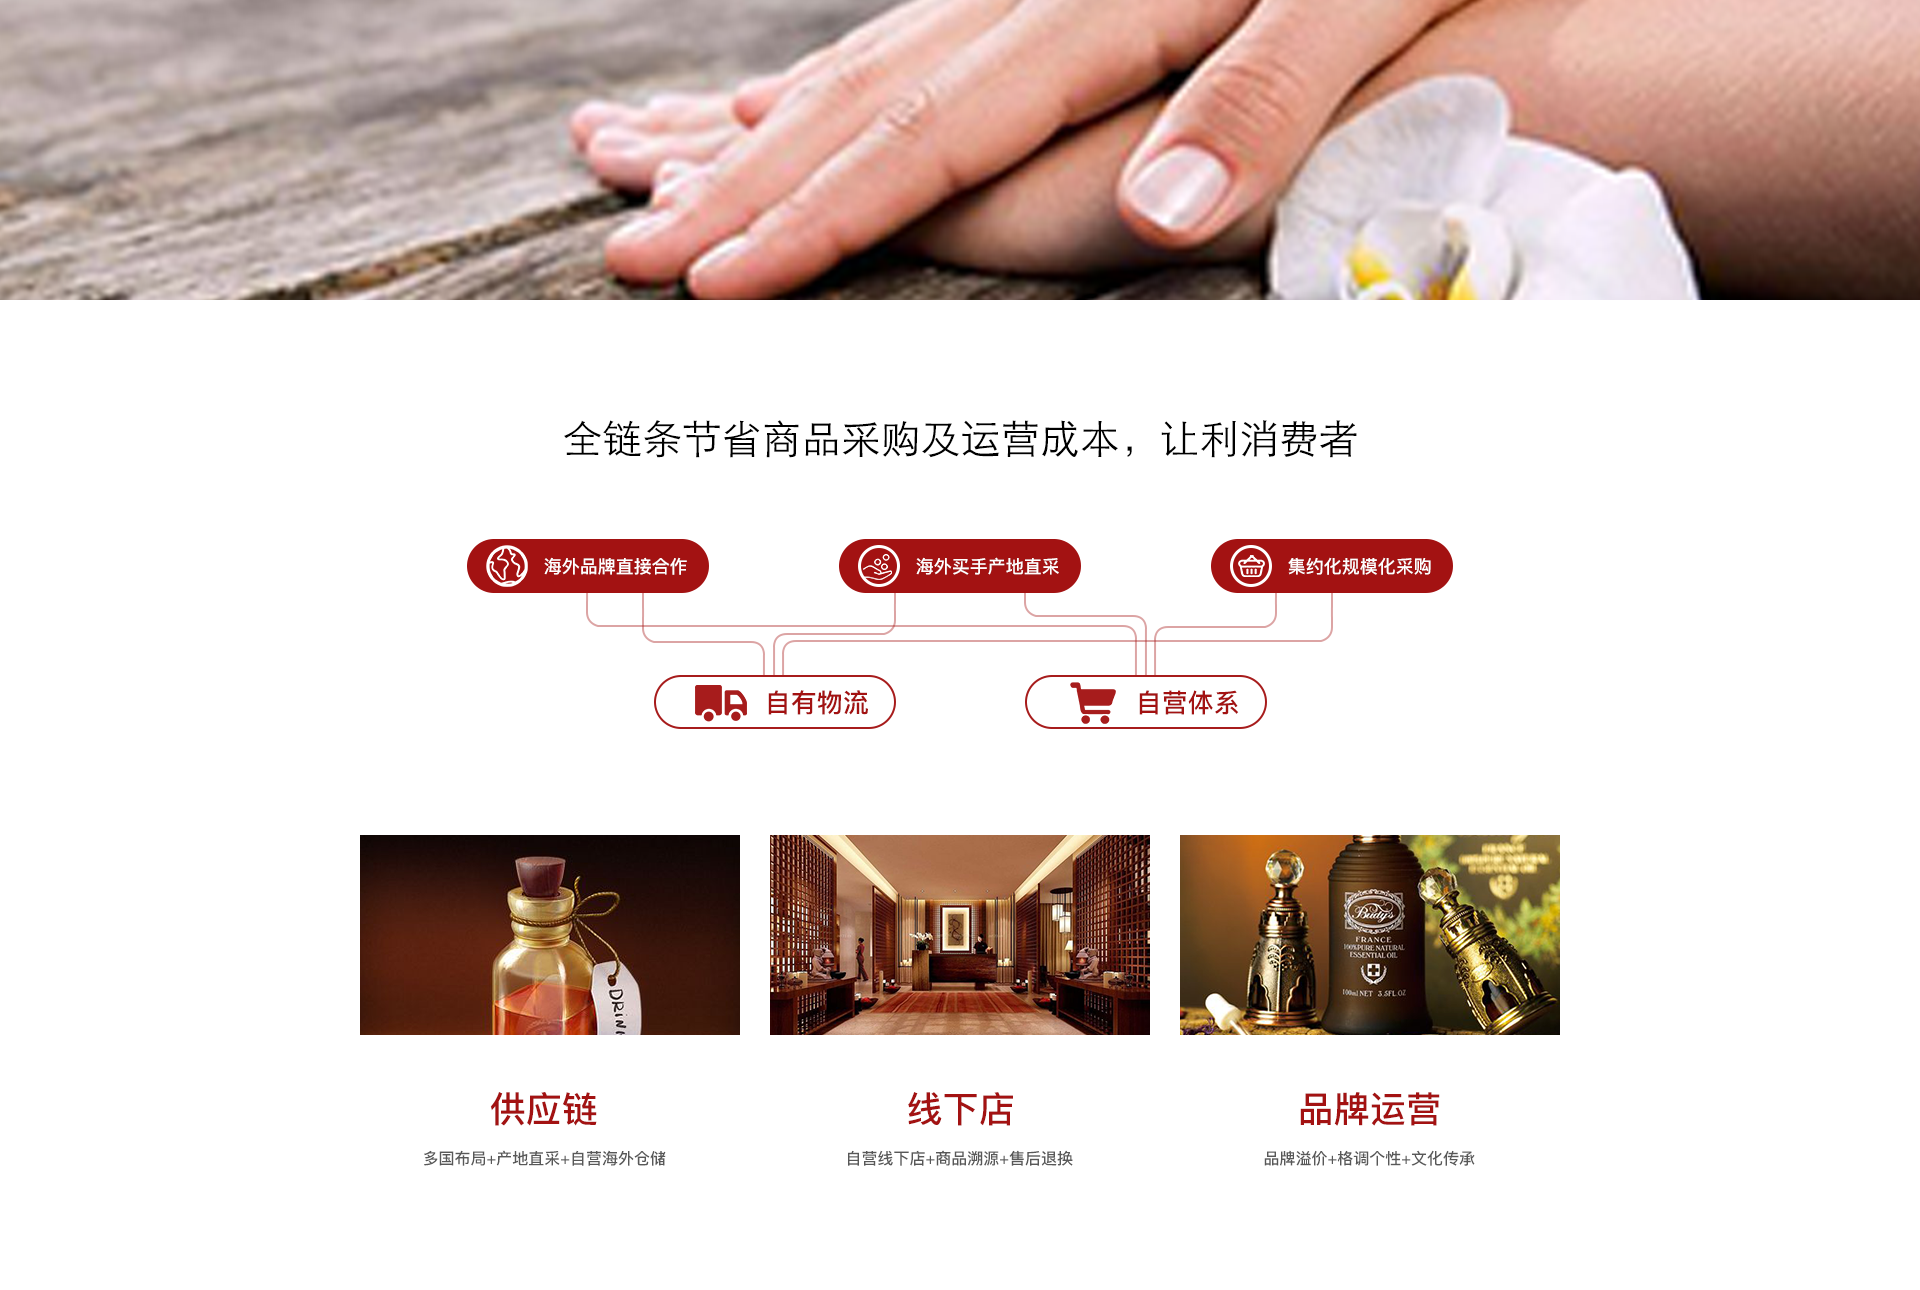 全链条节省商品采购及运营成本，让利消费者
海外品牌直接合作
海外买手产地直采
集约化规模化采购
自有物流
自营体系
DRIN
Budy's
FRANCE
100%PURE NATURAL
ESSENTIAL OIL
100ml NET 3.5FL.OZ
供应链
线下店
品牌运营
多国布局+产地直采+自营海外仓储
自营线下店+商品溯源+售后退换
品牌溢价+格调个性+文化传承